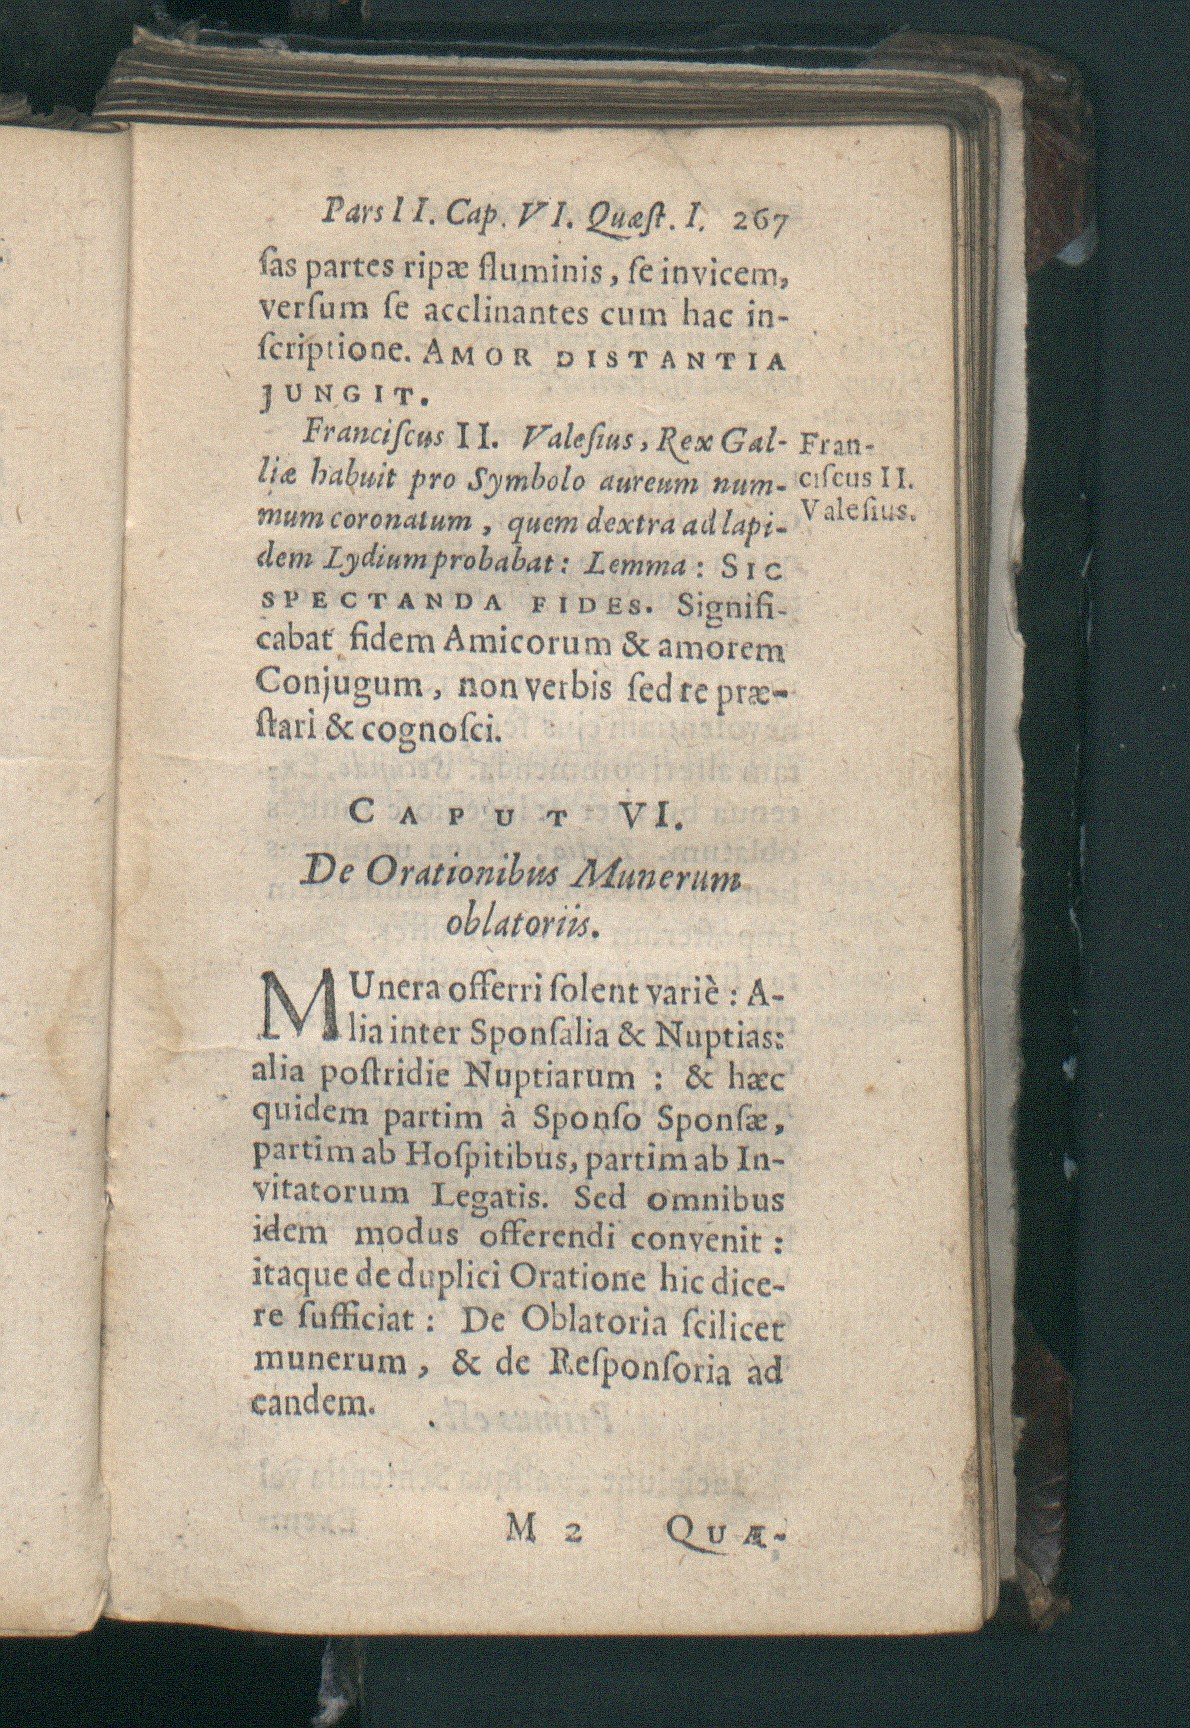 Pars II. Cap. VI. Quæſt. I. 267
ſas partes ripæ fluminis, ſe invicem,
verſum ſe acclinantes cum hac in-
ſcriptione. AMOR DISTANTIA
JUNGIT.
Franciſcus II. Valeſius, Rex Gal-
liæ habuit pro Symbolo aureum num-
mum coronatum, quem dextra ad lapi-
dem Lydium probabat: Lemma: SIC
SPECTANDA FIDES. Signifi-
cabat fidem Amicorum & amorem
Conjugum, non verbis ſed re præ-
ſtari & cognoſci.
Fran-
ciſcus II.
Valeſius.
CAPUT VI.
De Orationibus Munerum
oblatoriis.
MUnera offerri ſolent variè: A-
lia inter Sponſalia & Nuptias:
alia poſtridie Nuptiarum: & hæc
quidem partim à Sponſo Sponſæ,
partim ab Hoſpitibus, partim ab In-
vitatorum Legatis. Sed omnibus
idem modus offerendi convenit:
itaque de duplici Oratione hic dice-
re ſufficiat: De Oblatoria ſcilicet
munerum, & de Reſponſoria ad
eandem.
M 2 QUÆ-